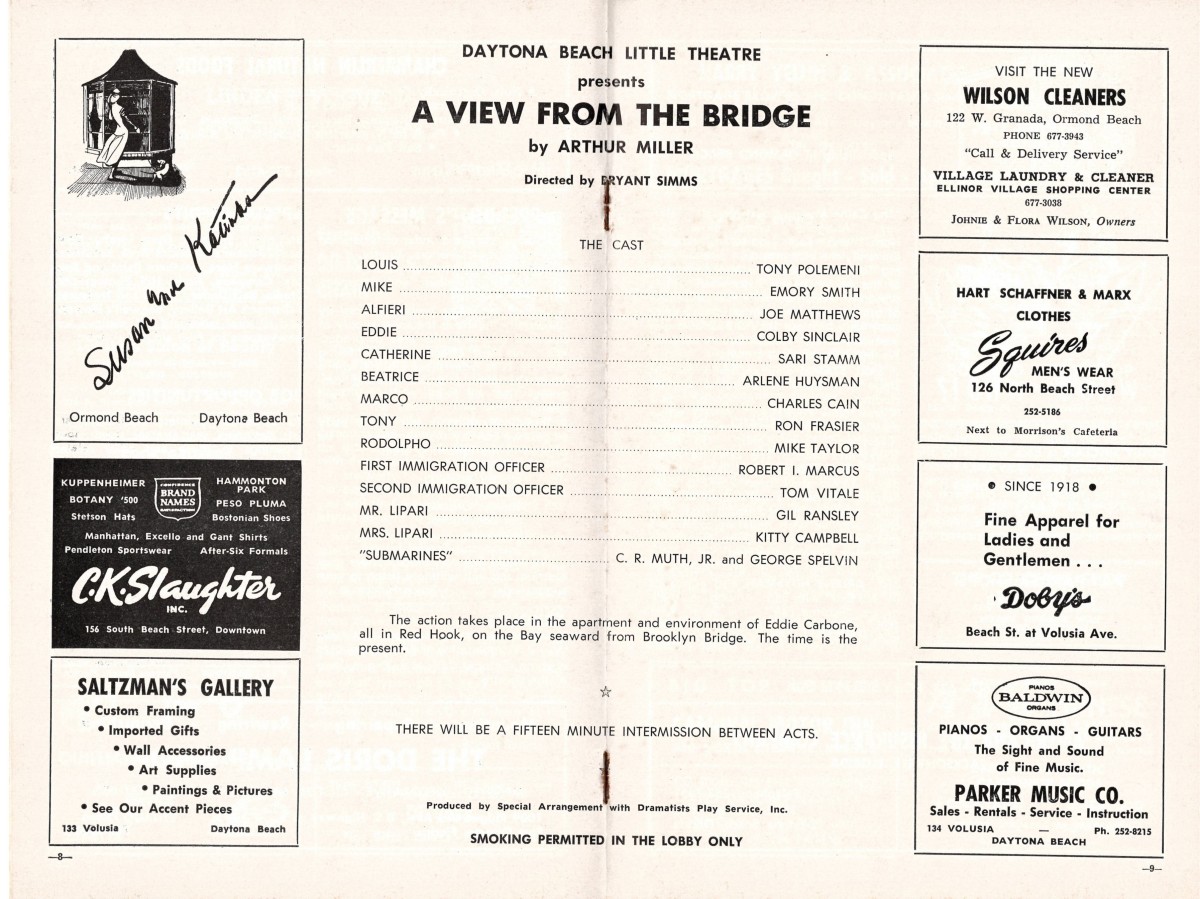 Susan and Katinka
Ormond Beach Daytona Beach
KUPPENHEIMER
BOTANY '500
Stetson Hats
CONFIDENCE
BRAND
NAMES
SATISFACTION
HAMMONTON
PARK
PESO PLUMA
Bostonian Shoes
Manhattan, Excello and Gant Shirts
Pendleton Sportswear After-Six Formals
C.K. Slaughter
INC.
156 South Beach Street, Downtown
SALTZMAN'S GALLERY
• Custom Framing
• Imported Gifts
• Wall Accessories
• Art Supplies
• Paintings & Pictures
• See Our Accent Pieces
133 Volusia Daytona Beach
—8—
DAYTONA BEACH LITTLE THEATRE
presents
A VIEW FROM THE BRIDGE
by ARTHUR MILLER
Directed by BRYANT SIMMS
THE CAST
LOUIS ........ TONY POLEMENI
MIKE ........ EMORY SMITH
ALFIERI ........ JOE MATTHEWS
EDDIE ........ COLBY SINCLAIR
CATHERINE ........ SARI STAMM
BEATRICE ........ ARLENE HUYSMAN
MARCO ........ CHARLES CAIN
TONY ........ RON FRASIER
RODOLPHO ........ MIKE TAYLOR
FIRST IMMIGRATION OFFICER ........ ROBERT I. MARCUS
SECOND IMMIGRATION OFFICER ........ TOM VITALE
MR. LIPARI ........ GIL RANSLEY
MRS. LIPARI ........ KITTY CAMPBELL
"SUBMARINES" ........ C. R. MUTH, JR. and GEORGE SPELVIN
The action takes place in the apartment and environment of Eddie Carbone,
all in Red Hook, on the Bay seaward from Brooklyn Bridge. The time is the
present.
☆
THERE WILL BE A FIFTEEN MINUTE INTERMISSION BETWEEN ACTS.
Produced by Special Arrangement with Dramatists Play Service, Inc.
SMOKING PERMITTED IN THE LOBBY ONLY
VISIT THE NEW
WILSON CLEANERS
122 W. Granada, Ormond Beach
PHONE 677-3943
"Call & Delivery Service"
VILLAGE LAUNDRY & CLEANER
ELLINOR VILLAGE SHOPPING CENTER
677-3038
JOHNIE & FLORA WILSON, Owners
HART SCHAFFNER & MARX
CLOTHES
Squires
MEN'S WEAR
126 North Beach Street
252-5186
Next to Morrison's Cafeteria
• SINCE 1918 •
Fine Apparel for
Ladies and
Gentlemen . . .
Doby's
Beach St. at Volusia Ave.
PIANOS
BALDWIN
ORGANS
PIANOS - ORGANS - GUITARS
The Sight and Sound
of Fine Music.
PARKER MUSIC CO.
Sales - Rentals - Service - Instruction
134 VOLUSIA — Ph. 252-8215
DAYTONA BEACH
—9—